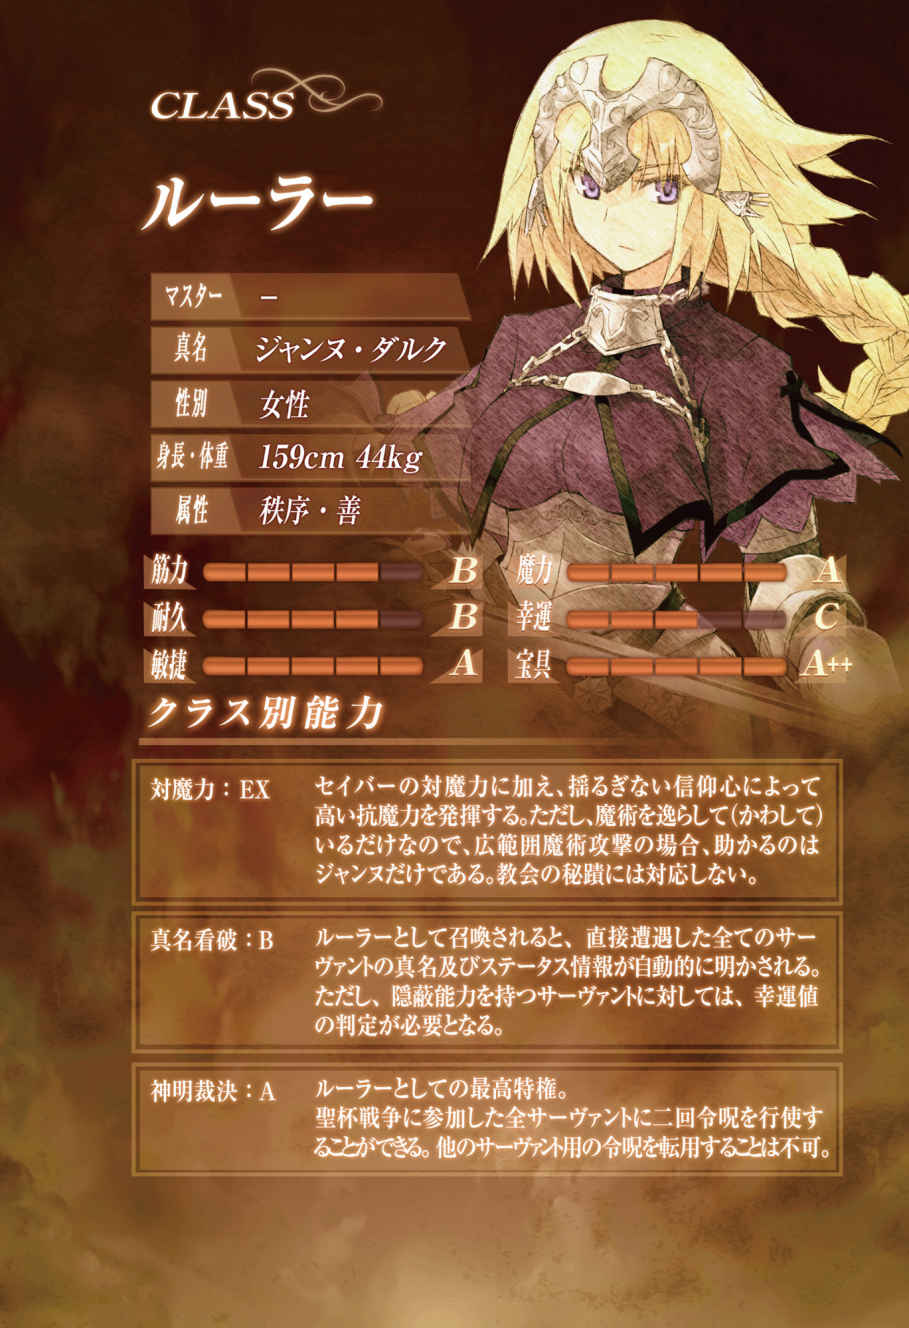 CLASS
ルーラー
マスター －
真名 ジャンヌ・ダルク
性別 女性
身長・体重 159cm 44kg
属性 秩序・善
筋力 B 魔力 A
耐久 B 幸運 C
敏捷 A 宝具 A++
クラス別能力
対魔力：EX セイバーの対魔力に加え、揺るぎない信仰心によって
高い抗魔力を発揮する。ただし、魔術を逸らして（かわして）
いるだけなので、広範囲魔術攻撃の場合、助かるのは
ジャンヌだけである。教会の秘蹟には対応しない。
真名看破：B ルーラーとして召喚されると、直接遭遇した全てのサー
ヴァントの真名及びステータス情報が自動的に明かされる。
ただし、隠蔽能力を持つサーヴァントに対しては、幸運値
の判定が必要となる。
神明裁決：A ルーラーとしての最高特権。
聖杯戦争に参加した全サーヴァントに二回令呪を行使す
ることができる。他のサーヴァント用の令呪を転用することは不可。